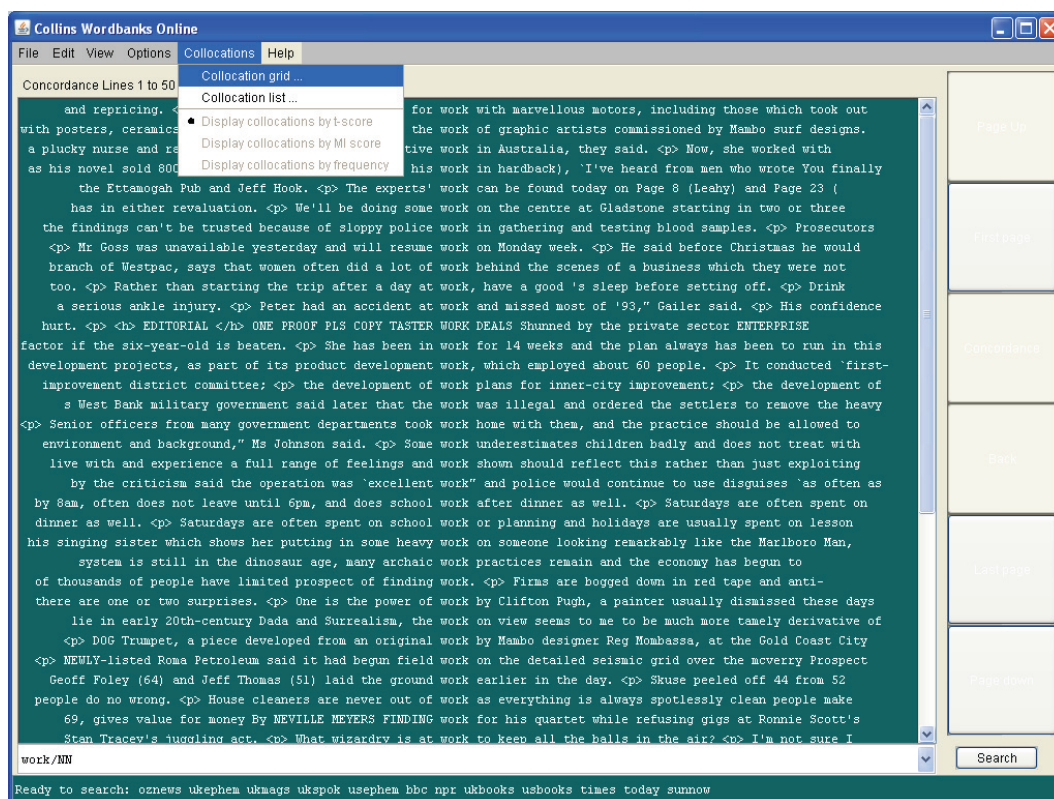 Collins Wordbanks Online
File Edit View Options Collocations Help
Concordance Lines 1 to 50
Collocation grid ...
Collocation list ...
Display collocations by t-score
Display collocations by MI score
Display collocations by frequency
and repricing. < for work with marvellous motors, including those which took out
with posters, ceramics the work of graphic artists commissioned by Mambo surf designs.
a plucky nurse and re tive work in Australia, they said. <p> Now, she worked with
as his novel sold 800 his work in hardback), `I've heard from men who wrote You finally
the Ettamogah Pub and Jeff Hook. <p> The experts' work can be found today on Page 8 (Leahy) and Page 23 (
has in either revaluation. <p> We'll be doing some work on the centre at Gladstone starting in two or three
the findings can't be trusted because of sloppy police work in gathering and testing blood samples. <p> Prosecutors
<p> Mr Goss was unavailable yesterday and will resume work on Monday week. <p> He said before Christmas he would
branch of Westpac, says that women often did a lot of work behind the scenes of a business which they were not
too. <p> Rather than starting the trip after a day at work, have a good 's sleep before setting off. <p> Drink
a serious ankle injury. <p> Peter had an accident at work and missed most of '93," Gailer said. <p> His confidence
hurt. <p> <h> EDITORIAL </h> ONE PROOF PLS COPY TASTER WORK DEALS Shunned by the private sector ENTERPRISE
factor if the six-year-old is beaten. <p> She has been in work for 14 weeks and the plan always has been to run in this
development projects, as part of its product development work, which employed about 60 people. <p> It conducted `first-
improvement district committee; <p> the development of work plans for inner-city improvement; <p> the development of
s West Bank military government said later that the work was illegal and ordered the settlers to remove the heavy
<p> Senior officers from many government departments took work home with them, and the practice should be allowed to
environment and background," Ms Johnson said. <p> Some work underestimates children badly and does not treat with
live with and experience a full range of feelings and work shown should reflect this rather than just exploiting
by the criticism said the operation was `excellent work" and police would continue to use disguises `as often as
by 8am, often does not leave until 6pm, and does school work after dinner as well. <p> Saturdays are often spent on
dinner as well. <p> Saturdays are often spent on school work or planning and holidays are usually spent on lesson
his singing sister which shows her putting in some heavy work on someone looking remarkably like the Marlboro Man,
system is still in the dinosaur age, many archaic work practices remain and the economy has begun to
of thousands of people have limited prospect of finding work. <p> Firms are bogged down in red tape and anti-
there are one or two surprises. <p> One is the power of work by Clifton Pugh, a painter usually dismissed these days
lie in early 20th-century Dada and Surrealism, the work on view seems to me to be much more tamely derivative of
<p> DOG Trumpet, a piece developed from an original work by Mambo designer Reg Mombassa, at the Gold Coast City
<p> NEWLY-listed Roma Petroleum said it had begun field work on the detailed seismic grid over the mcverry Prospect
Geoff Foley (64) and Jeff Thomas (51) laid the ground work earlier in the day. <p> Skuse peeled off 44 from 52
people do no wrong. <p> House cleaners are never out of work as everything is always spotlessly clean people make
69, gives value for money By NEVILLE MEYERS FINDING work for his quartet while refusing gigs at Ronnie Scott's
Stan Tracey's juggling act. <p> What wizardry is at work to keep all the balls in the air? <p> I'm not sure I
Page Up
First page
Concordance
Back
Last page
Page down
work/NN
Search
Ready to search: oznews ukephem ukmags ukspok usephem bbc npr ukbooks usbooks times today sunnow